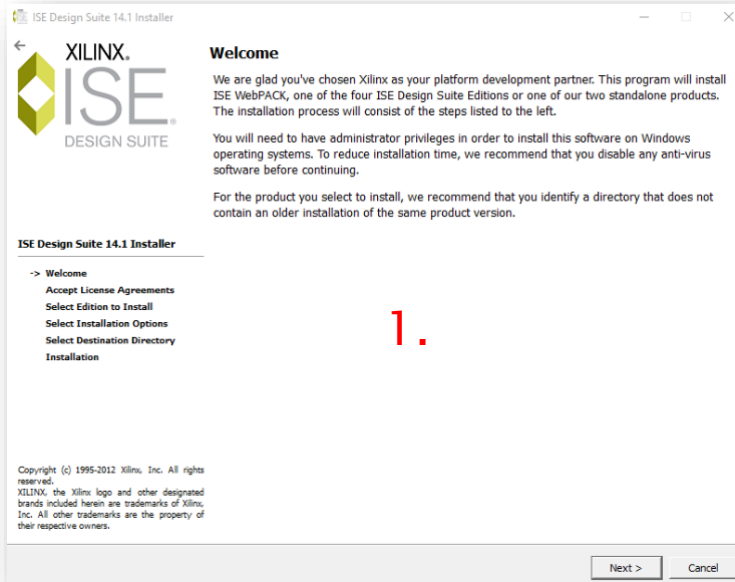 ISE Design Suite 14.1 Installer
XILINX.
ISE.
DESIGN SUITE
Welcome
We are glad you've chosen Xilinx as your platform development partner. This program will install
ISE WebPACK, one of the four ISE Design Suite Editions or one of our two standalone products.
The installation process will consist of the steps listed to the left.
You will need to have administrator privileges in order to install this software on Windows
operating systems. To reduce installation time, we recommend that you disable any anti-virus
software before continuing.
For the product you select to install, we recommend that you identify a directory that does not
contain an older installation of the same product version.
ISE Design Suite 14.1 Installer
-> Welcome
Accept License Agreements
Select Edition to Install
Select Installation Options
Select Destination Directory
Installation
1.
Copyright (c) 1995-2012 Xilinx, Inc. All rights
reserved.
XILINX, the Xilinx logo and other designated
brands included herein are trademarks of Xilinx,
Inc. All other trademarks are the property of
their respective owners.
Next >
Cancel